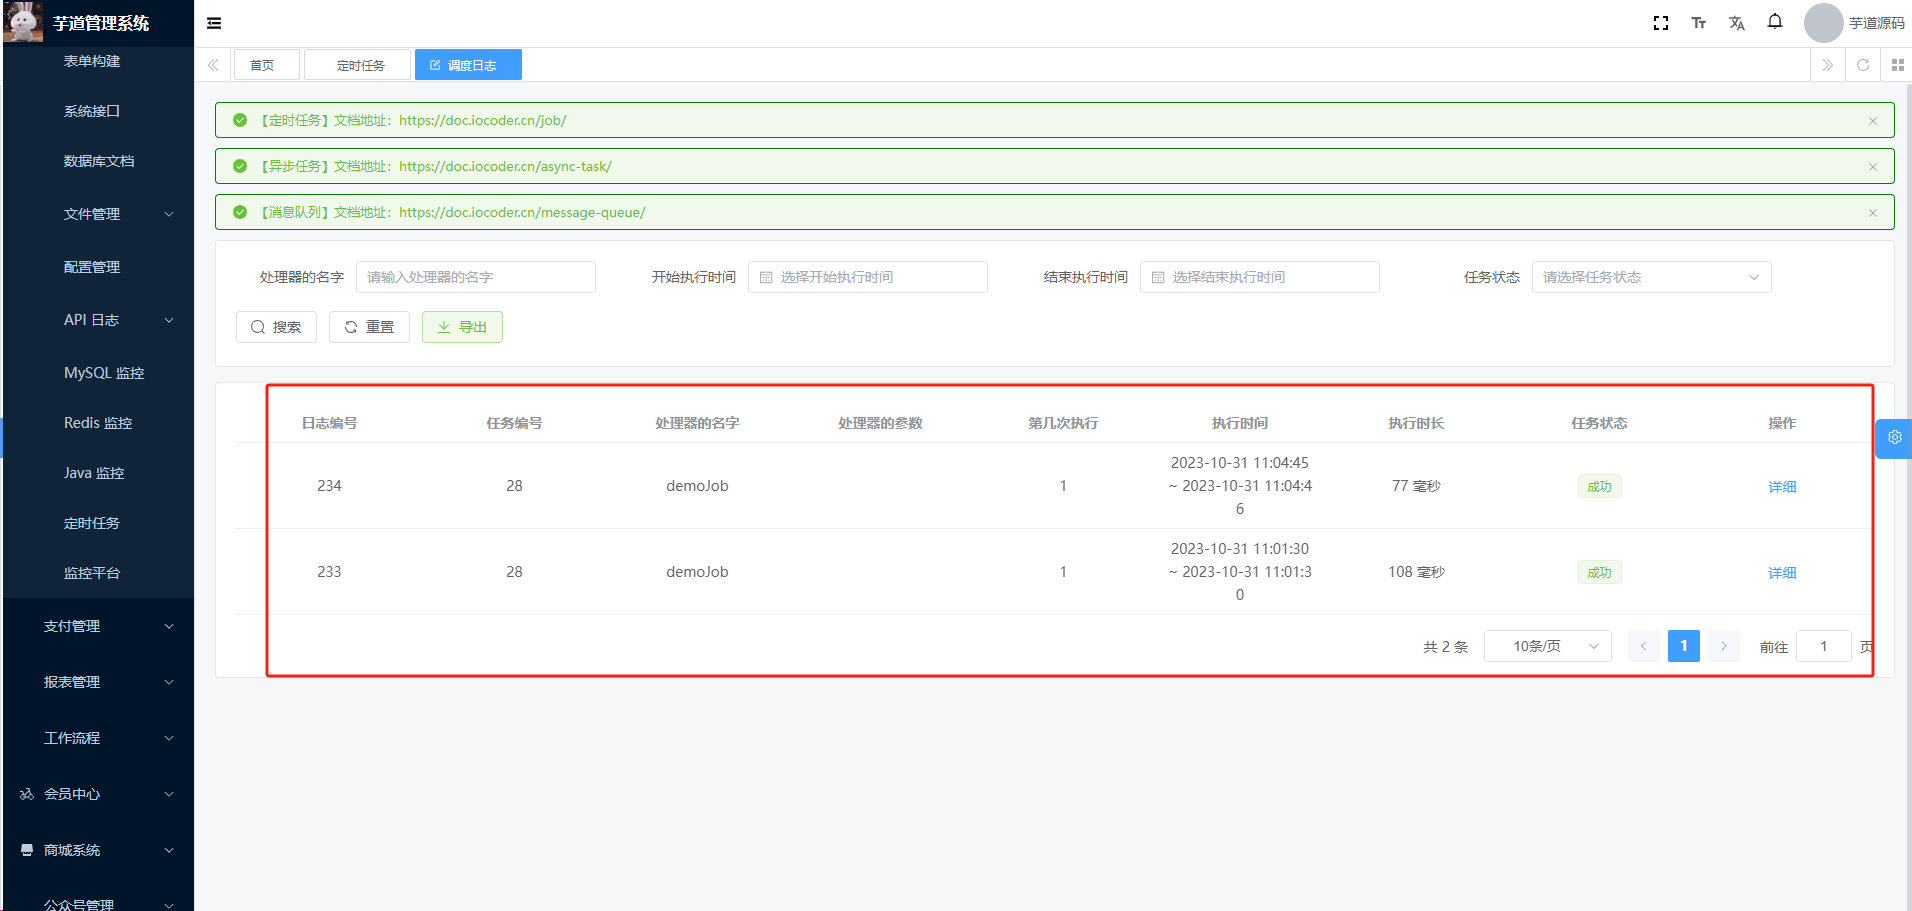 芋道管理系统
芋道源码
表单构建
系统接口
数据库文档
文件管理
配置管理
API 日志
MySQL 监控
Redis 监控
Java 监控
定时任务
监控平台
支付管理
报表管理
工作流程
会员中心
商城系统
公众号管理
首页 定时任务 调度日志
【定时任务】文档地址：https://doc.iocoder.cn/job/
【异步任务】文档地址：https://doc.iocoder.cn/async-task/
【消息队列】文档地址：https://doc.iocoder.cn/message-queue/
处理器的名字 请输入处理器的名字 开始执行时间 选择开始执行时间 结束执行时间 选择结束执行时间 任务状态 请选择任务状态
搜索 重置 导出
日志编号 任务编号 处理器的名字 处理器的参数 第几次执行 执行时间 执行时长 任务状态 操作
2023-10-31 11:04:45
234 28 demoJob 1 ~ 2023-10-31 11:04:4 77 毫秒 成功 详细
6
2023-10-31 11:01:30
233 28 demoJob 1 ~ 2023-10-31 11:01:3 108 毫秒 成功 详细
0
共 2 条 10条/页 1 前往 1 页